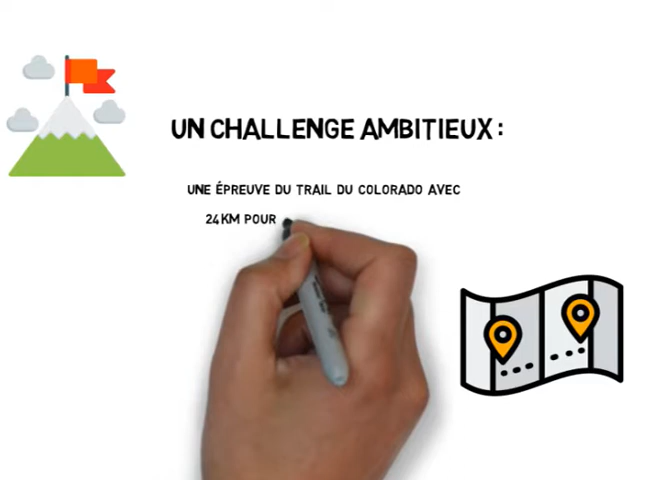 UN CHALLENGE AMBITIEUX :
UNE ÉPREUVE DU TRAIL DU COLORADO AVEC
24KM POUR